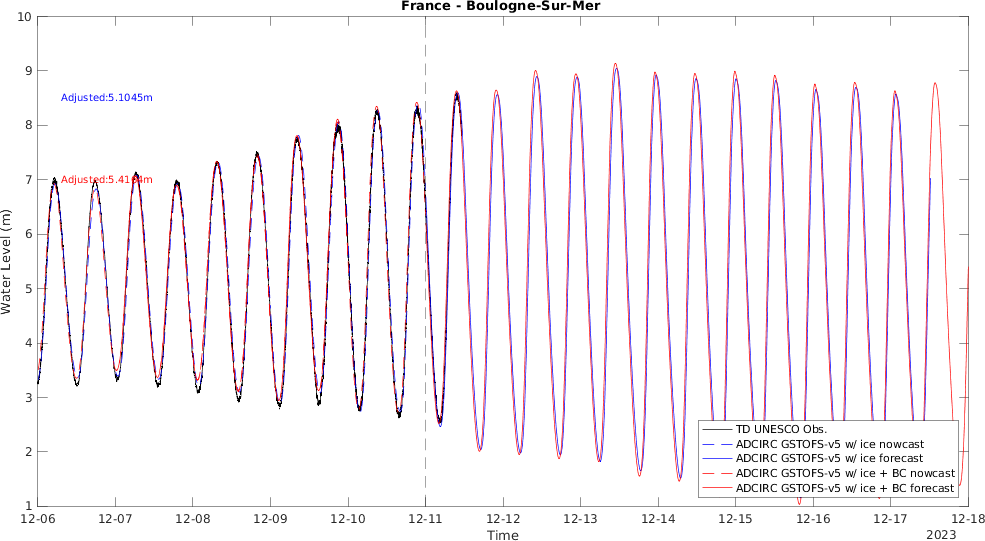 France - Boulogne-Sur-Mer
10
9
8
7
6
5
4
3
2
1
Water Level (m)
Adjusted:5.1045m
TD UNESCO Obs.
ADCIRC GSTOFS-v5 w/ ice nowcast
ADCIRC GSTOFS-v5 w/ ice forecast
ADCIRC GSTOFS-v5 w/ ice + BC nowcast
ADCIRC GSTOFS-v5 w/ ice + BC forecast
12-06 12-07 12-08 12-09 12-10 12-11 12-12 12-13 12-14 12-15 12-16 12-17 12-18
Time
2023